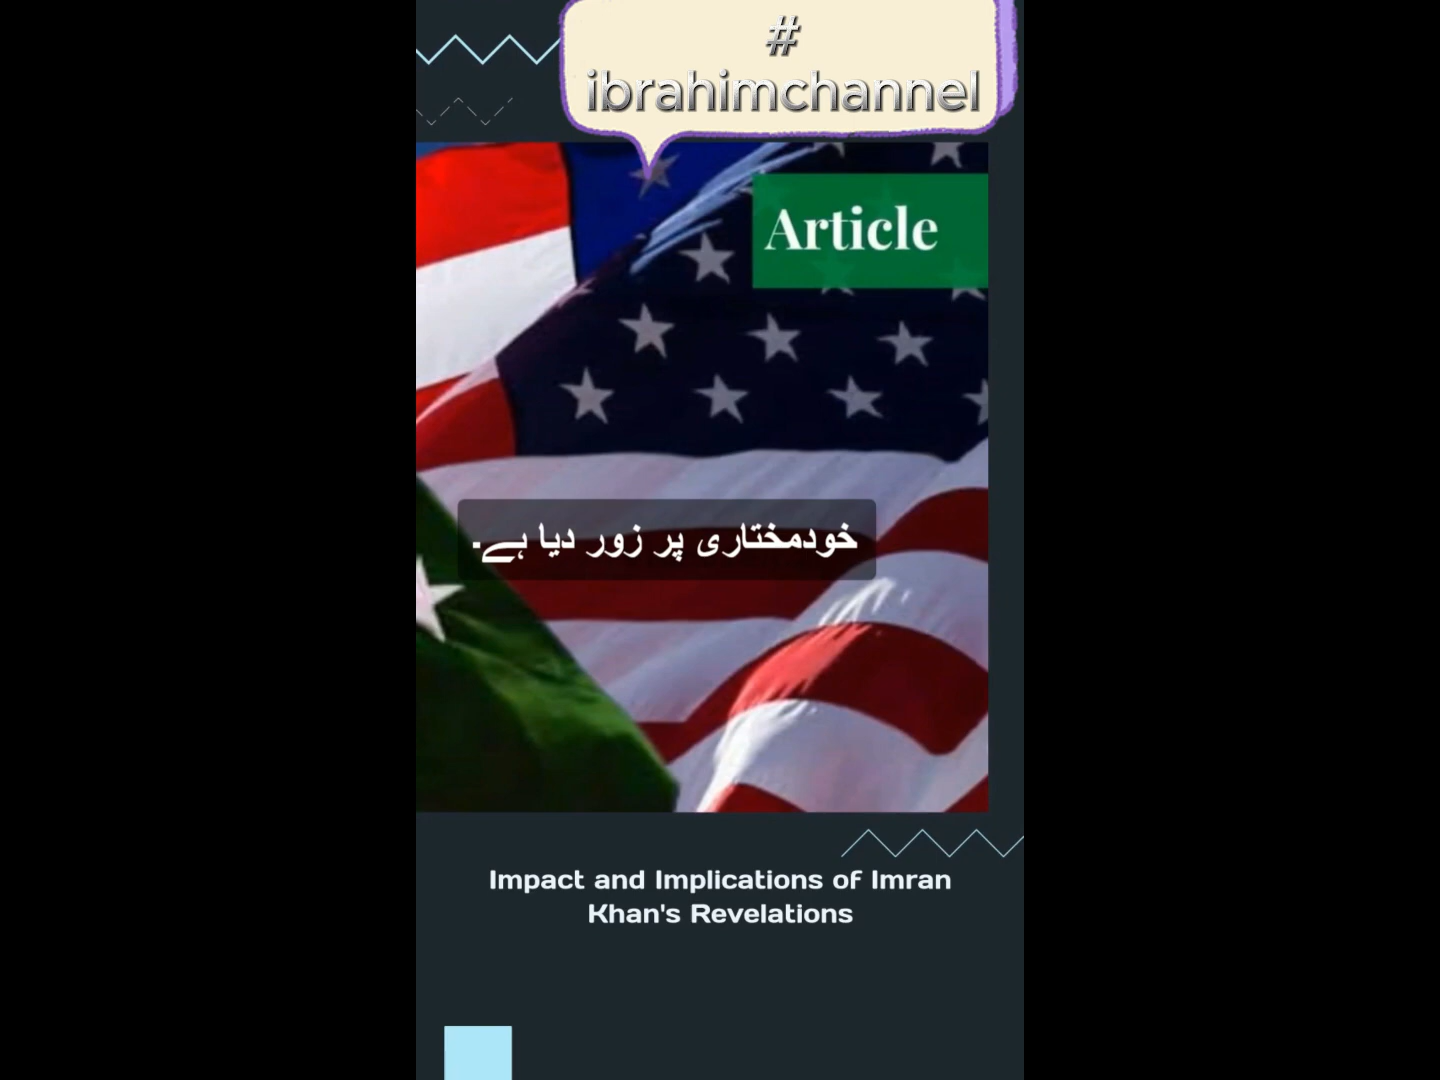 #
ibrahimchannel
Article
خودمختاری پر زور دیا ہے۔
Impact and Implications of Imran
Khan's Revelations